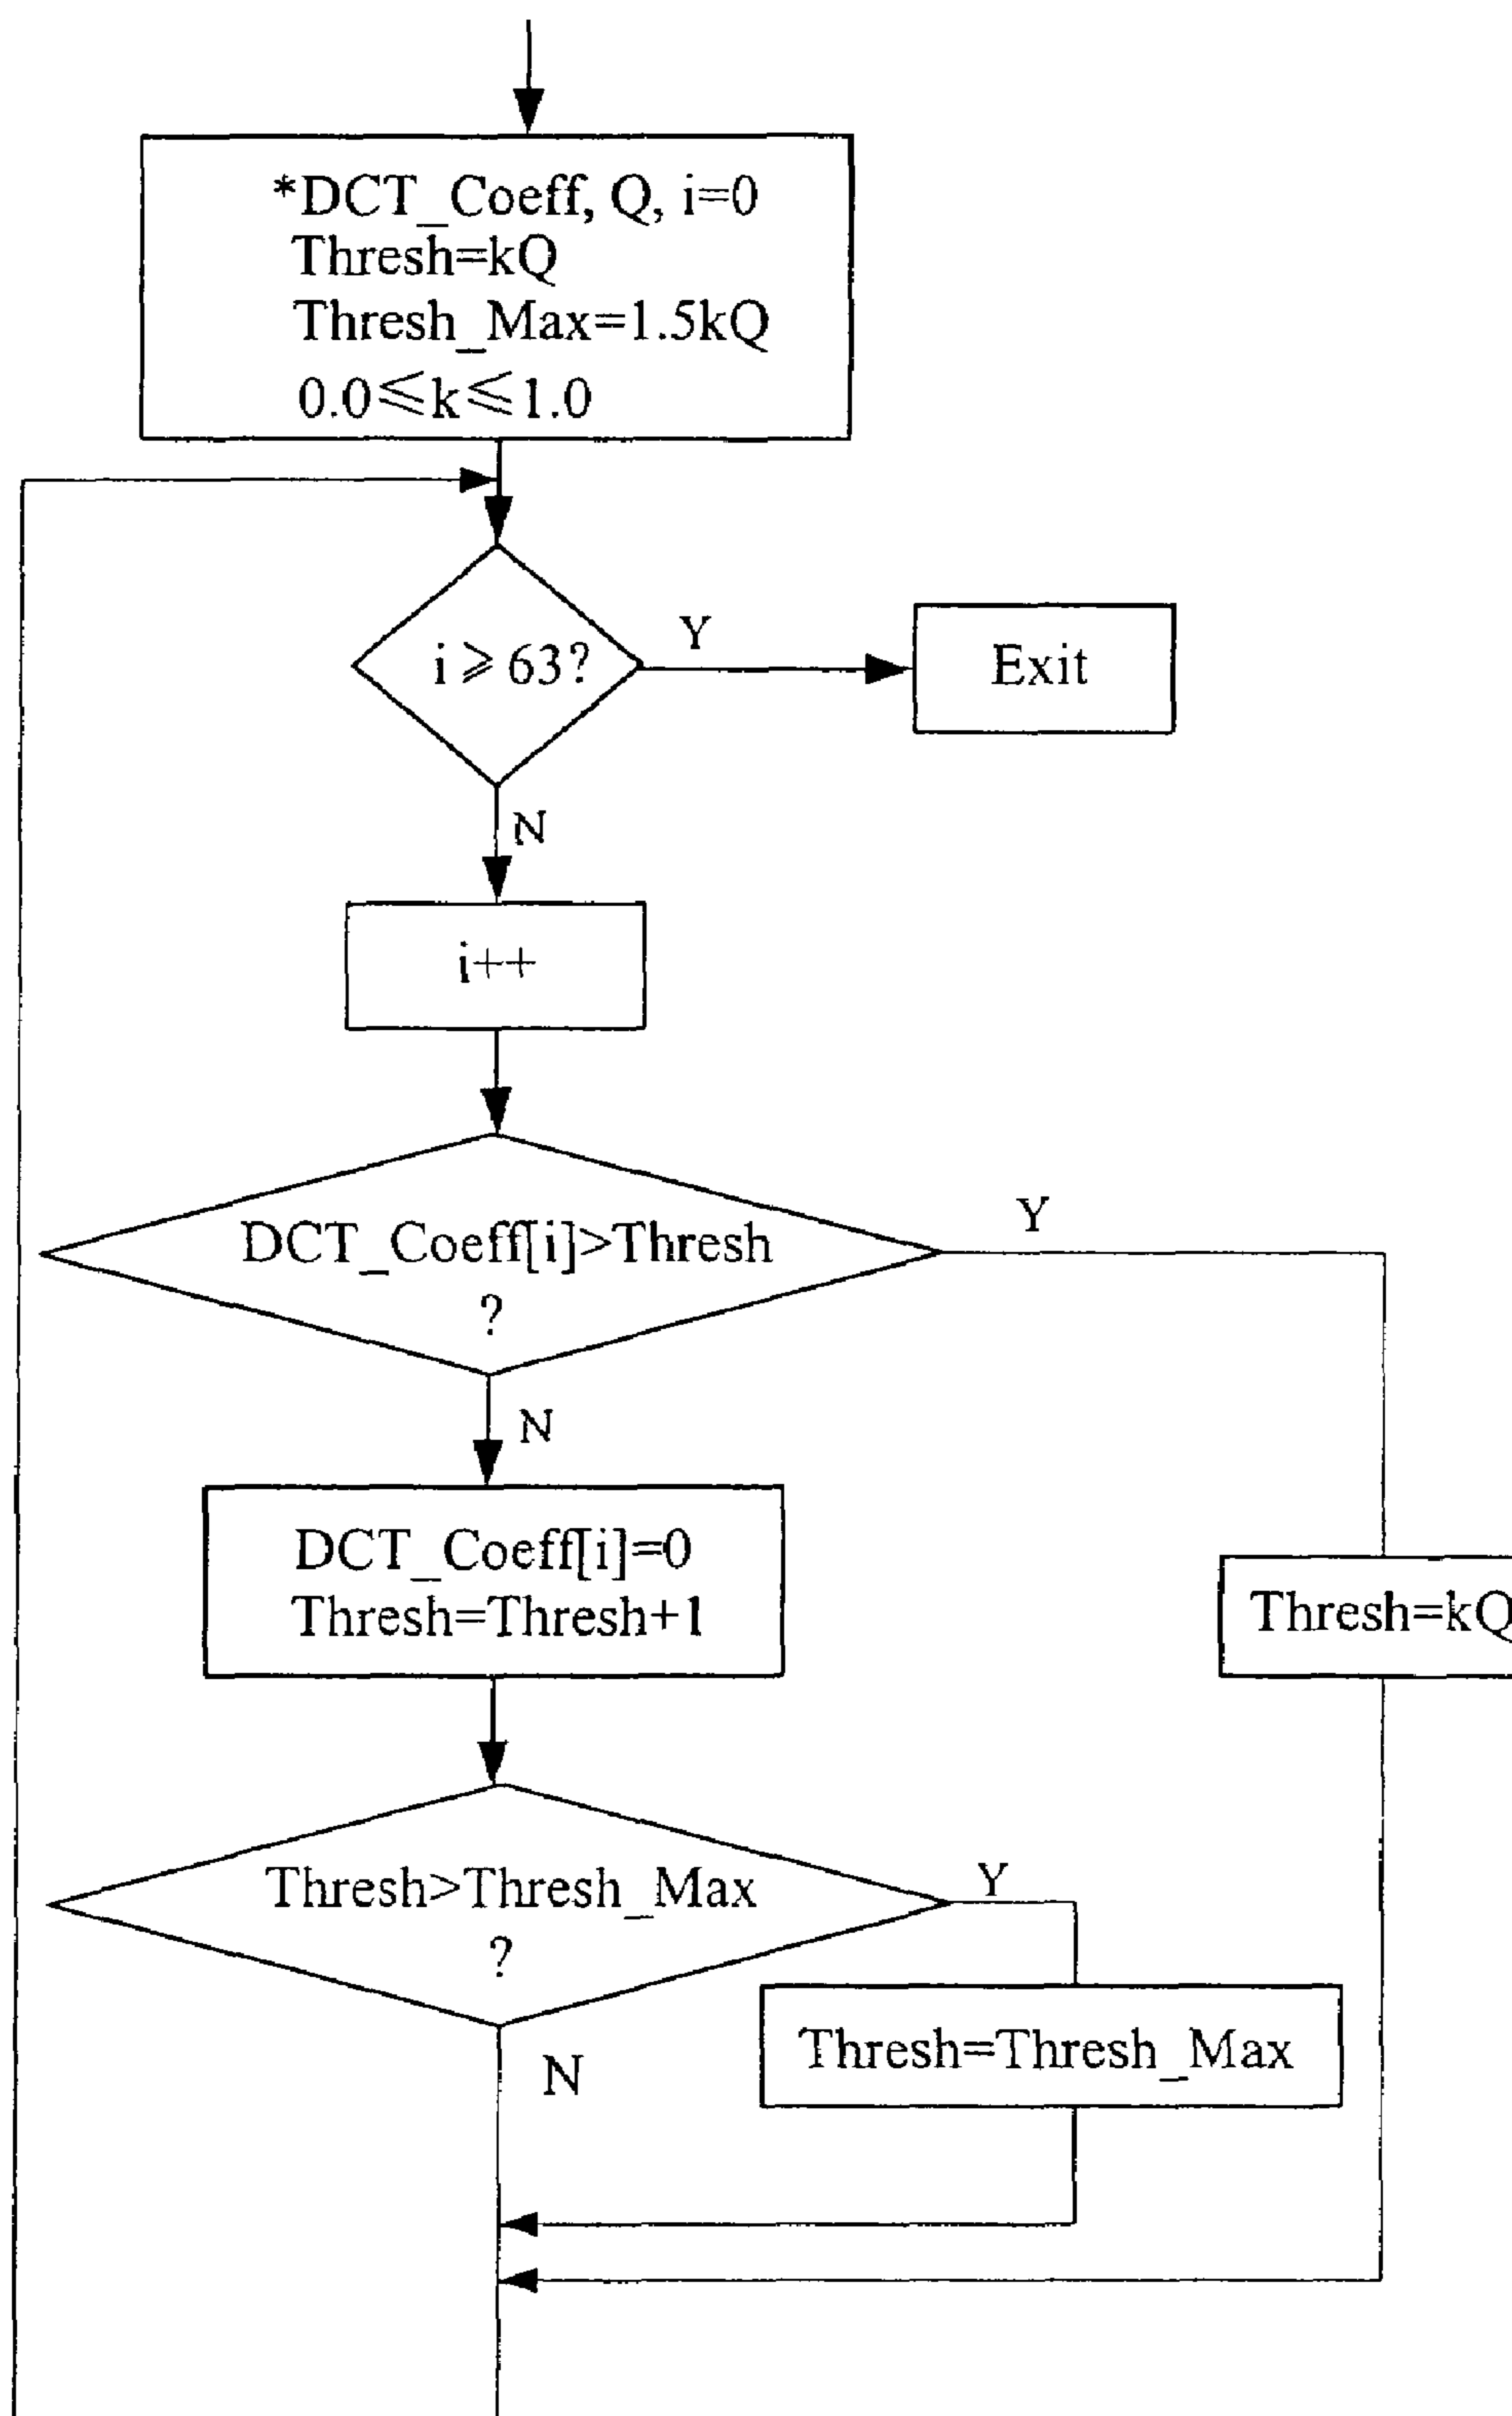 *DCT_Coeff, Q, i=0
Thresh=kQ
Thresh_Max=1.5kQ
0.0≤k≤1.0
i ≥ 63?
Y
Exit
N
i++
DCT_Coeff[i]>Thresh
?
Y
N
DCT_Coeff[i]=0
Thresh=Thresh+1
Thresh=kQ
Thresh>Thresh_Max
?
Y
Thresh=Thresh_Max
N